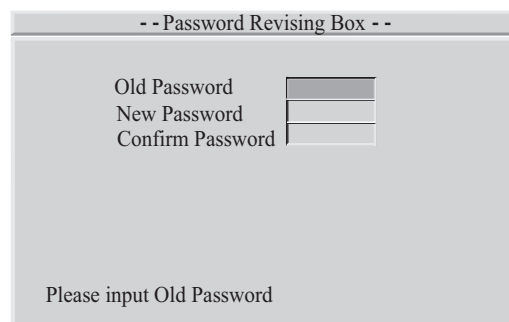 - - Password Revising Box - -
Old Password
New Password
Confirm Password
Please input Old Password